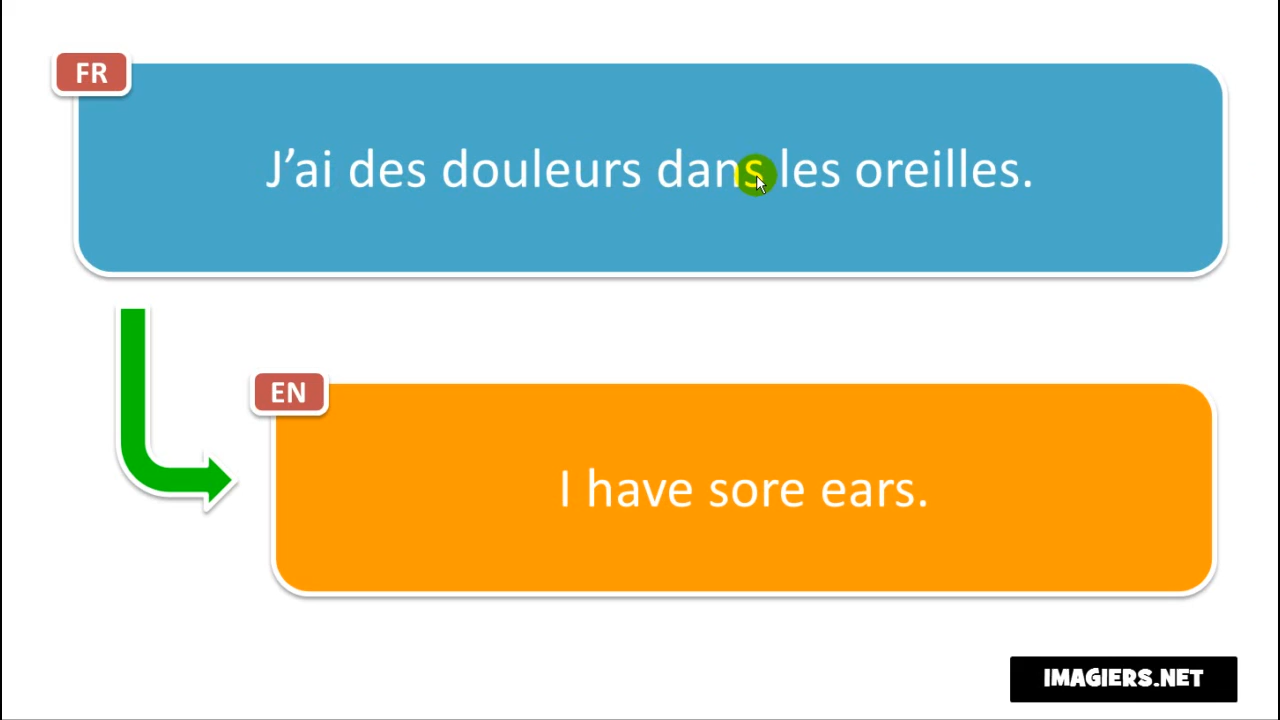 FR
J’ai des douleurs dans les oreilles.
EN
I have sore ears.
IMAGIERS.NET